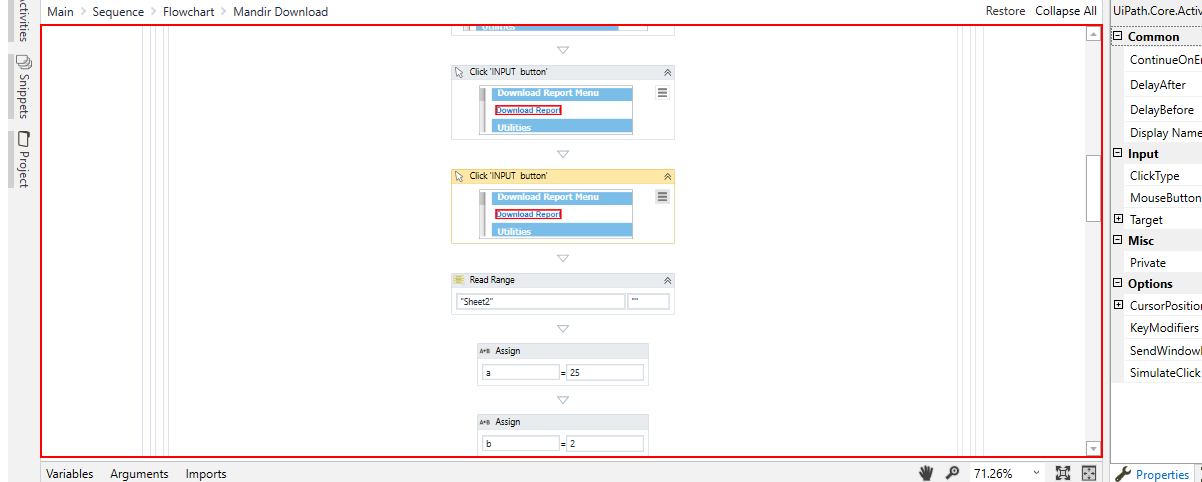 Activities
Snippets
Project
Main Sequence Flowchart Mandir Download
Restore Collapse All
Utilities
Click 'INPUT button'
Download Report Menu
Download Report
Utilities
Click 'INPUT button'
Download Report Menu
Download Report
Utilities
Read Range
"Sheet2" ""
A+B Assign
a = 25
A+B Assign
b = 2
Variables Arguments Imports
71.26%
UiPath.Core.Activ
Common
ContinueOnEr
DelayAfter
DelayBefore
Display Name
Input
ClickType
MouseButton
Target
Misc
Private
Options
CursorPosition
KeyModifiers
SendWindow
SimulateClick
Properties